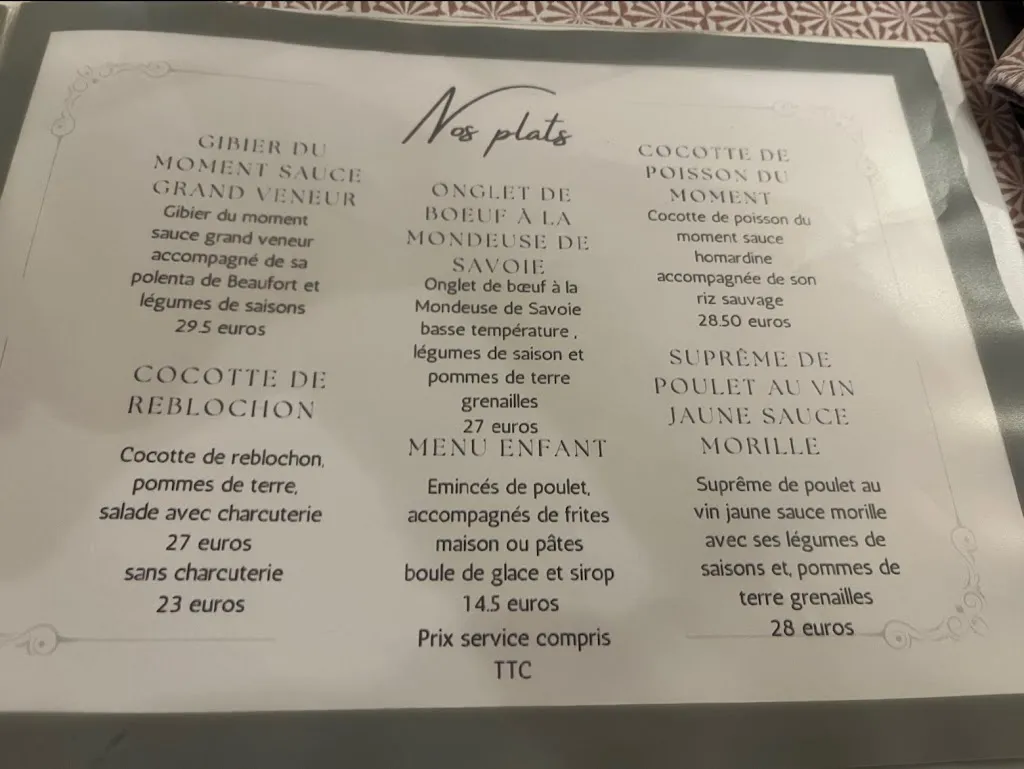 Nos plats
GIBIER DU
MOMENT SAUCE
GRAND VENEUR
Gibier du moment
sauce grand veneur
accompagné de sa
polenta de Beaufort et
légumes de saisons
29.5 euros
COCOTTE DE
REBLOCHON
Cocotte de reblochon,
pommes de terre,
salade avec charcuterie
27 euros
sans charcuterie
23 euros
ONGLET DE
BOEUF À LA
MONDEUSE DE
SAVOIE
Onglet de bœuf à la
Mondeuse de Savoie
basse température ,
légumes de saison et
pommes de terre
grenailles
27 euros
MENU ENFANT
Emincés de poulet,
accompagnés de frites
maison ou pâtes
boule de glace et sirop
14.5 euros
Prix service compris
TTC
COCOTTE DE
POISSON DU
MOMENT
Cocotte de poisson du
moment sauce
homardine
accompagnée de son
riz sauvage
28.50 euros
SUPRÊME DE
POULET AU VIN
JAUNE SAUCE
MORILLE
Suprême de poulet au
vin jaune sauce morille
avec ses légumes de
saisons et, pommes de
terre grenailles
28 euros